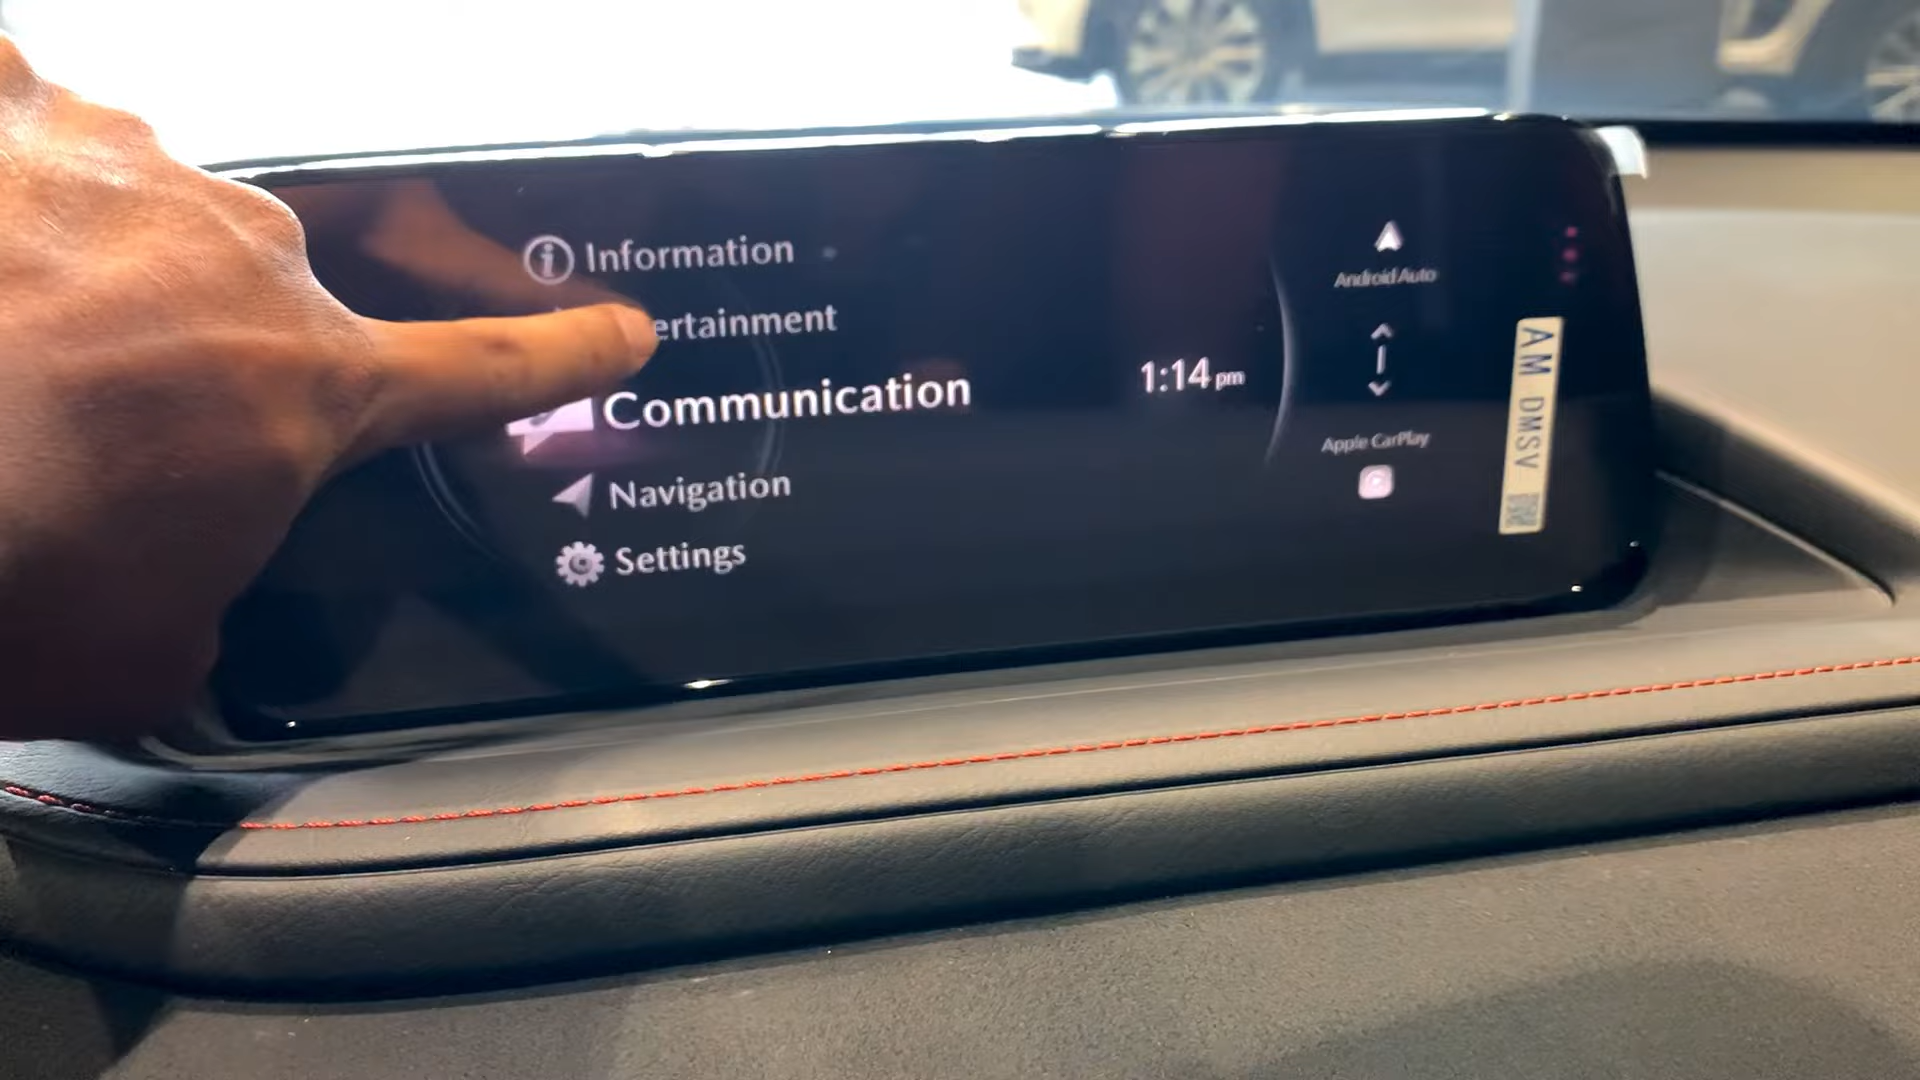 Information
ertainment
Communication
Navigation
Settings
1:14 pm
Android Auto
Apple CarPlay
AM DMSV